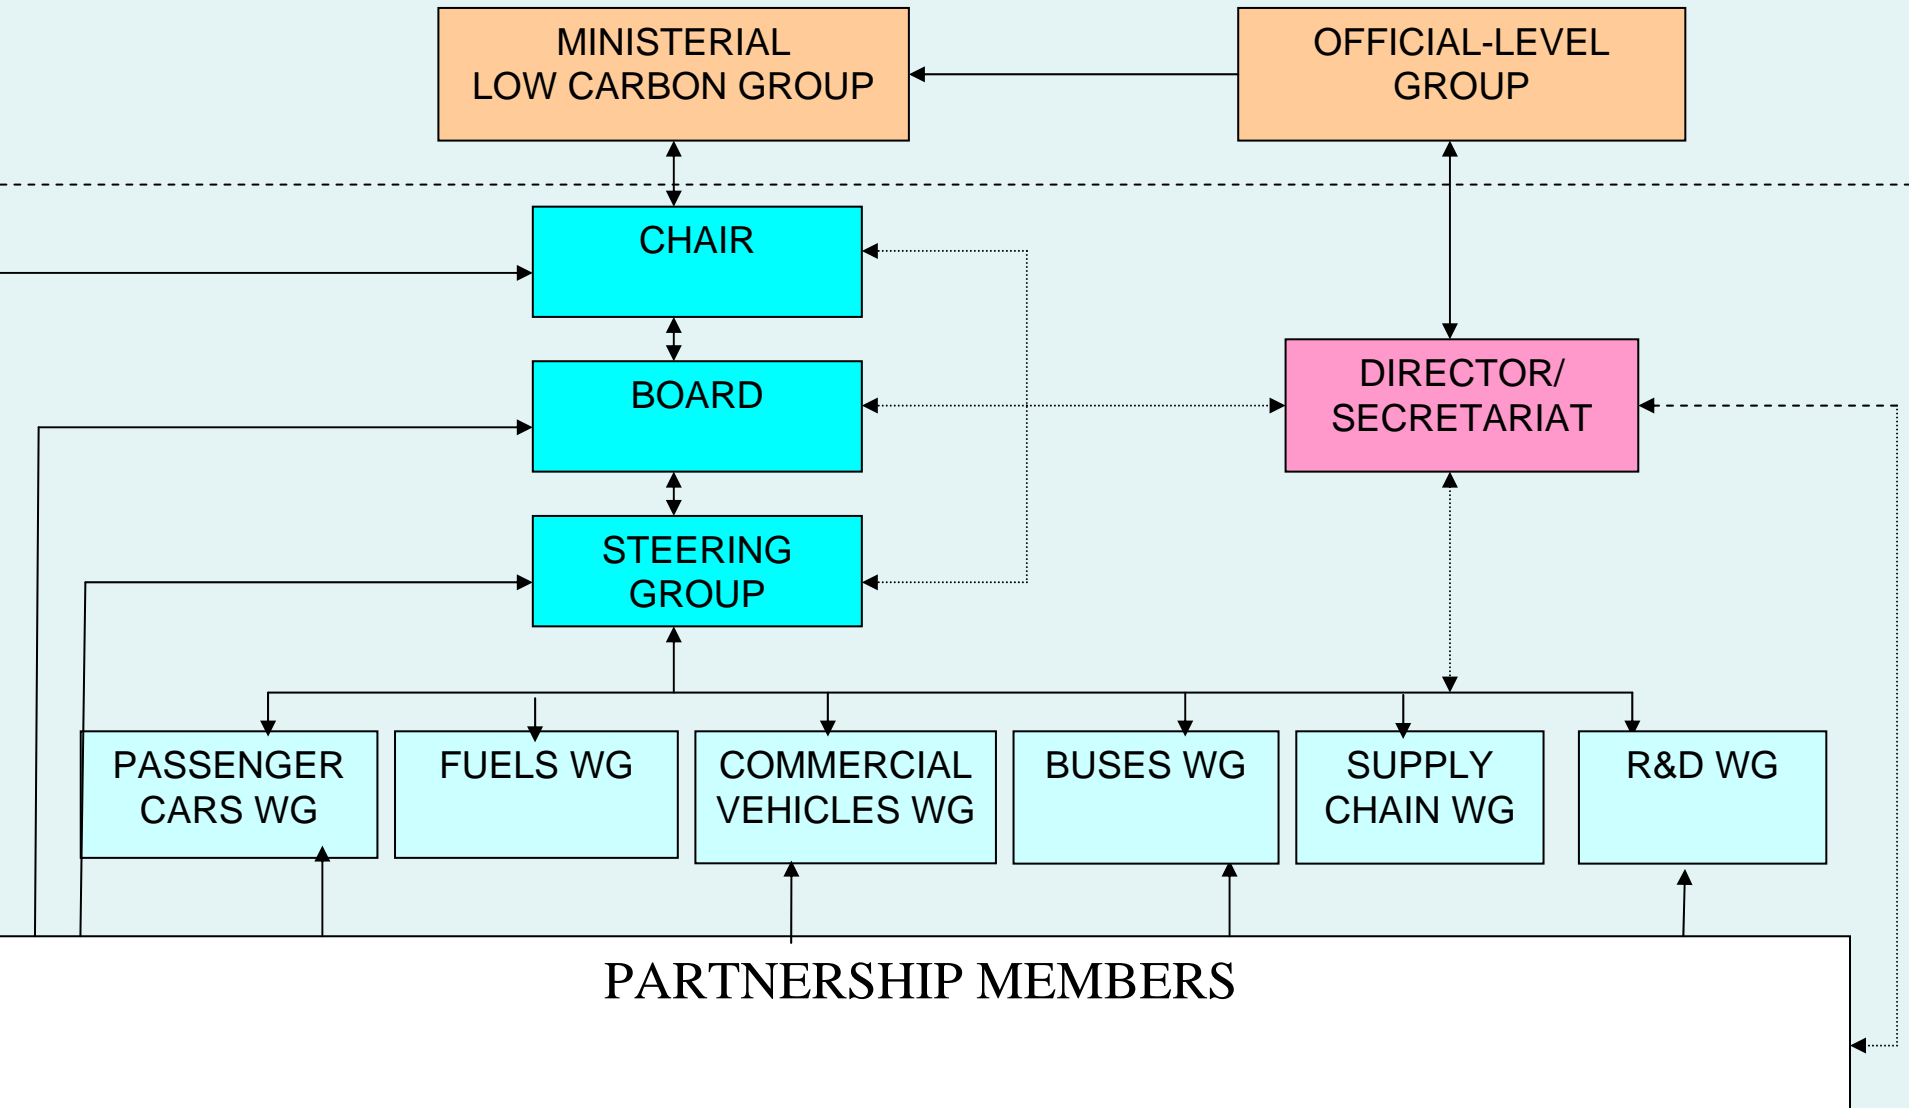 MINISTERIAL
LOW CARBON GROUP
OFFICIAL-LEVEL
GROUP
CHAIR
BOARD
DIRECTOR/
SECRETARIAT
STEERING
GROUP
PASSENGER
CARS WG
FUELS WG
COMMERCIAL
VEHICLES WG
BUSES WG
SUPPLY
CHAIN WG
R&D WG
PARTNERSHIP MEMBERS